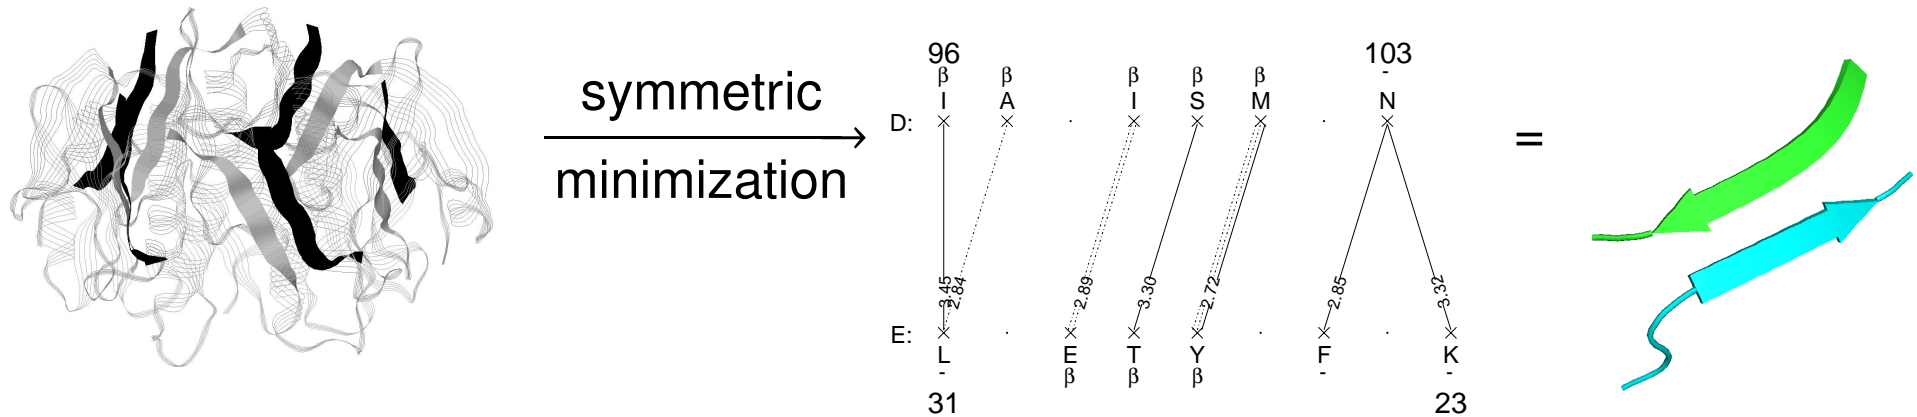 symmetric
minimization
96 103
β β β β β -
I A I S M N
D:
3.45 2.84 2.89 3.30 2.72 2.85 3.32
E:
L E T Y F K
- β β β - -
31 23
=